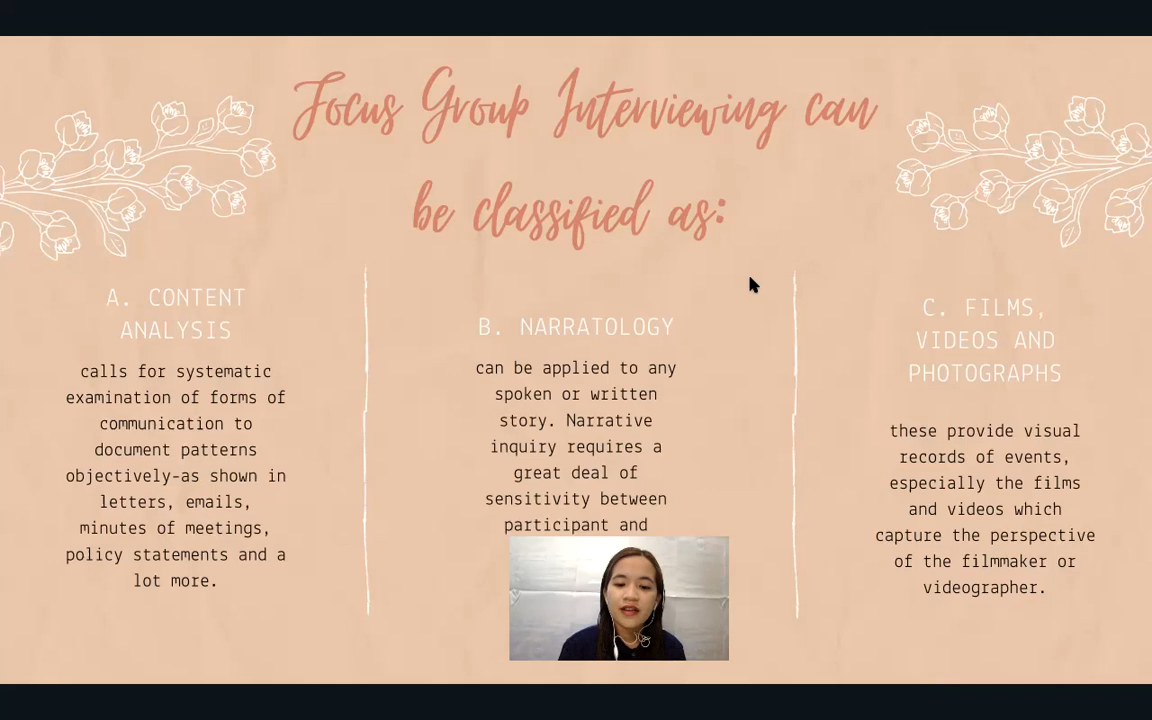 Focus Group Interviewing can
be classified as:
A. CONTENT
ANALYSIS
calls for systematic
examination of forms of
communication to
document patterns
objectively-as shown in
letters, emails,
minutes of meetings,
policy statements and a
lot more.
B. NARRATOLOGY
can be applied to any
spoken or written
story. Narrative
inquiry requires a
great deal of
sensitivity between
participant and
C. FILMS,
VIDEOS AND
PHOTOGRAPHS
these provide visual
records of events,
especially the films
and videos which
capture the perspective
of the filmmaker or
videographer.